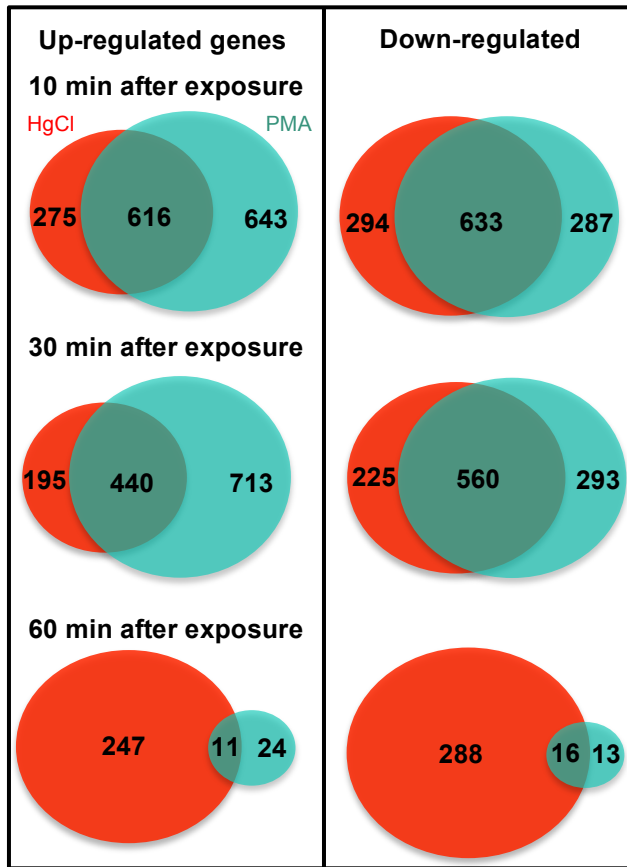 Up-regulated genes
Down-regulated
10 min after exposure
HgCl
PMA
275 616 643
294 633 287
30 min after exposure
195 440 713
225 560 293
60 min after exposure
247 11 24
288 16 13